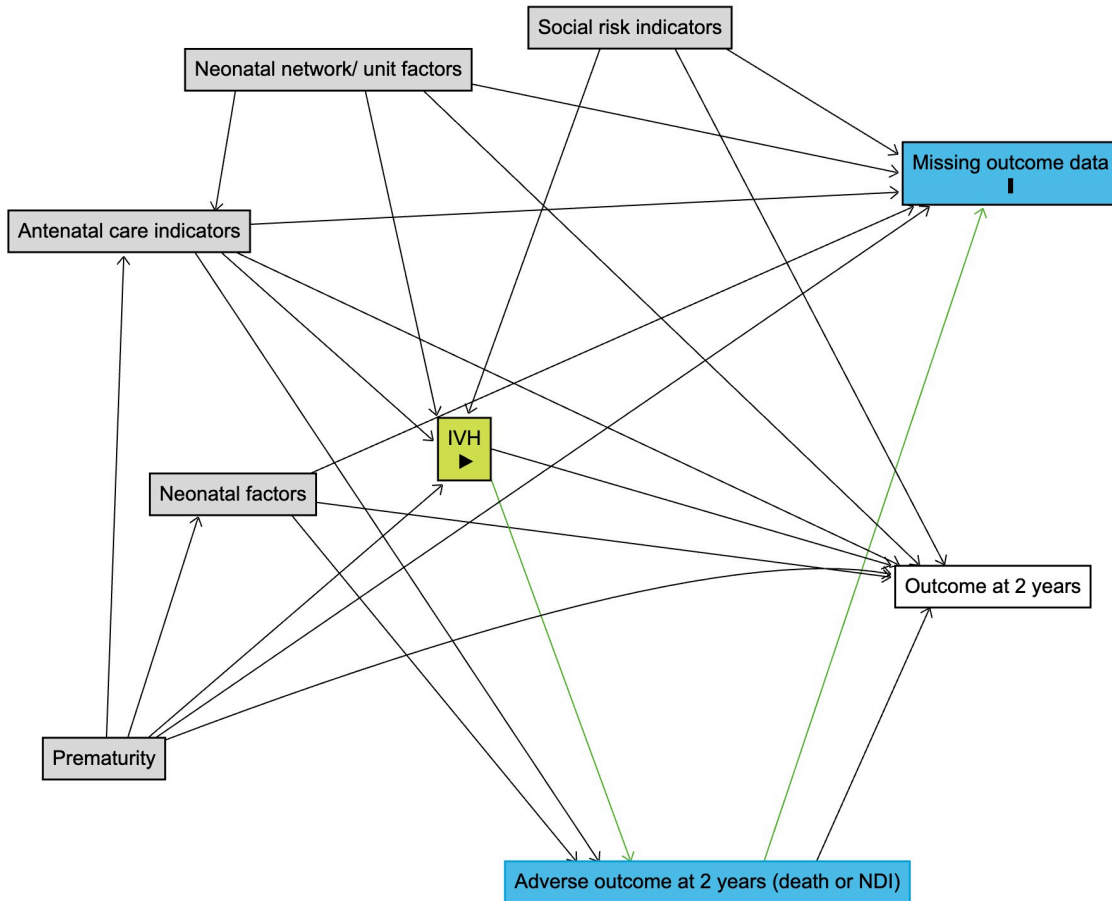 Social risk indicators
Neonatal network/ unit factors
Missing outcome data
Antenatal care indicators
IVH
Neonatal factors
Outcome at 2 years
Prematurity
Adverse outcome at 2 years (death or NDI)